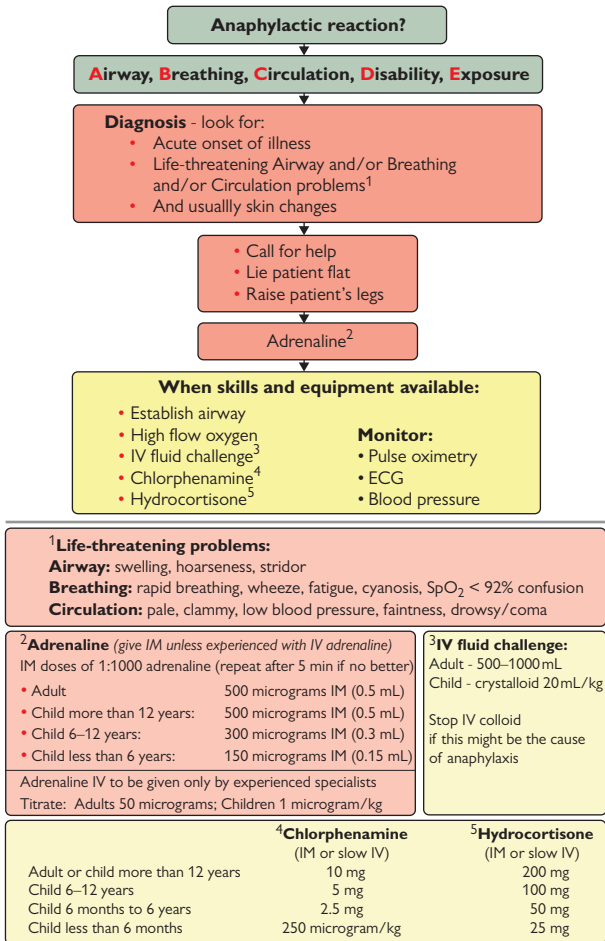 Anaphylactic reaction?
Airway, Breathing, Circulation, Disability, Exposure
Diagnosis - look for:
• Acute onset of illness
• Life-threatening Airway and/or Breathing
and/or Circulation problems1
• And usuallly skin changes
• Call for help
• Lie patient flat
• Raise patient's legs
Adrenaline2
When skills and equipment available:
• Establish airway
• High flow oxygen
• IV fluid challenge3
• Chlorphenamine4
• Hydrocortisone5
Monitor:
• Pulse oximetry
• ECG
• Blood pressure
1Life-threatening problems:
Airway: swelling, hoarseness, stridor
Breathing: rapid breathing, wheeze, fatigue, cyanosis, SpO2 < 92% confusion
Circulation: pale, clammy, low blood pressure, faintness, drowsy/coma
2Adrenaline (give IM unless experienced with IV adrenaline)
IM doses of 1:1000 adrenaline (repeat after 5 min if no better)
• Adult 500 micrograms IM (0.5 mL)
• Child more than 12 years: 500 micrograms IM (0.5 mL)
• Child 6–12 years: 300 micrograms IM (0.3 mL)
• Child less than 6 years: 150 micrograms IM (0.15 mL)
Adrenaline IV to be given only by experienced specialists
Titrate: Adults 50 micrograms; Children 1 microgram/kg
3IV fluid challenge:
Adult - 500–1000 mL
Child - crystalloid 20 mL/kg
Stop IV colloid
if this might be the cause
of anaphylaxis
4Chlorphenamine 5Hydrocortisone
(IM or slow IV) (IM or slow IV)
Adult or child more than 12 years 10 mg 200 mg
Child 6–12 years 5 mg 100 mg
Child 6 months to 6 years 2.5 mg 50 mg
Child less than 6 months 250 microgram/kg 25 mg